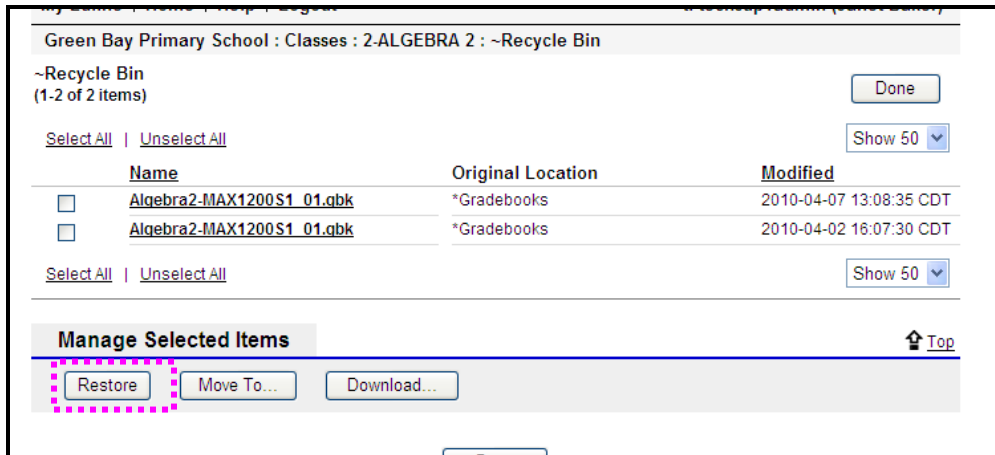 Green Bay Primary School : Classes : 2-ALGEBRA 2 : ~Recycle Bin
~Recycle Bin
(1-2 of 2 items)
Done
Select All | Unselect All
Show 50
Name Original Location Modified
Algebra2-MAX1200S1_01.gbk *Gradebooks 2010-04-07 13:08:35 CDT
Algebra2-MAX1200S1_01.gbk *Gradebooks 2010-04-02 16:07:30 CDT
Select All | Unselect All
Show 50
Manage Selected Items
Top
Restore Move To... Download...